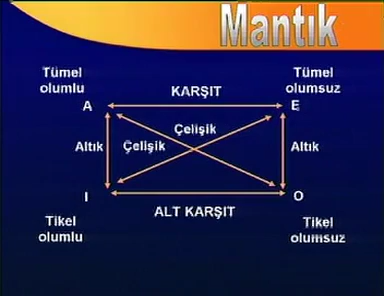 Mantık
Tümel
olumlu
Tümel
olumsuz
KARŞIT
A
E
Çelişik
Altık
Çelişik
Altık
I
O
ALT KARŞIT
Tikel
olumlu
Tikel
olumsuz